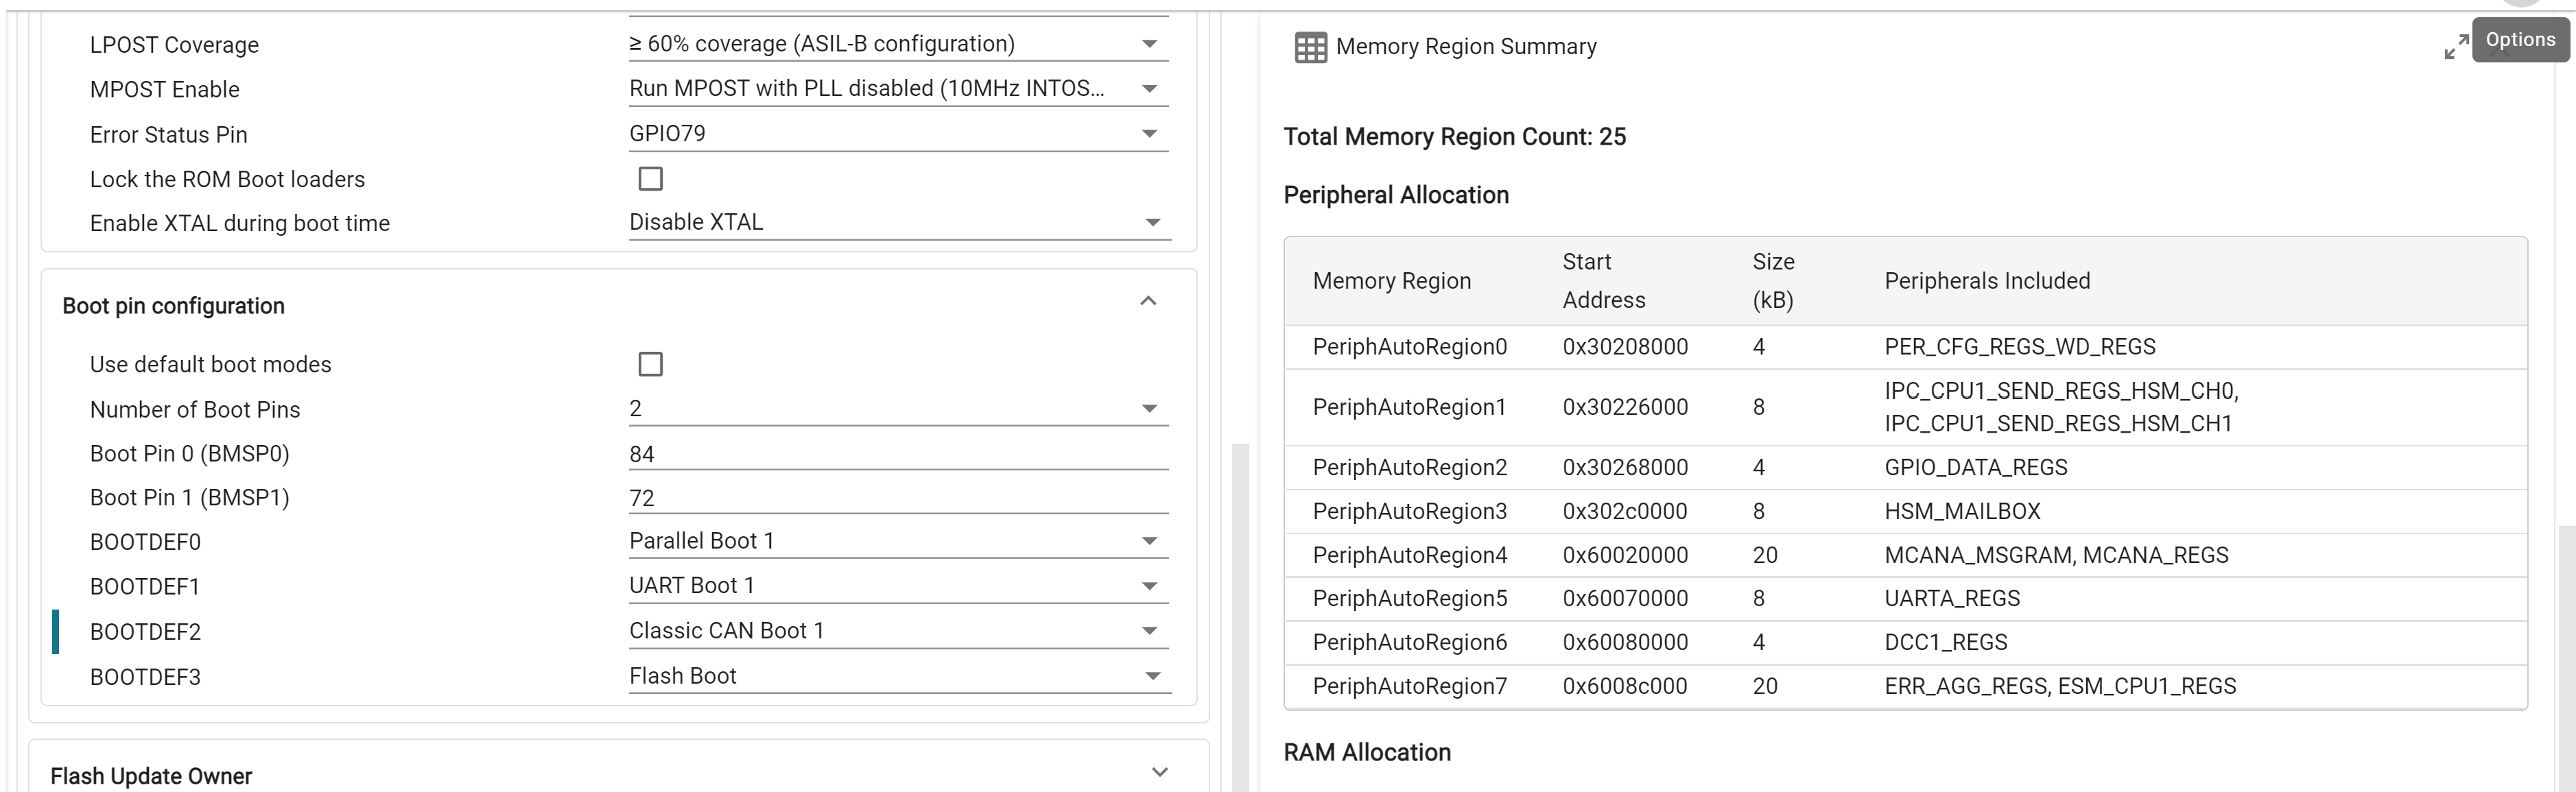 LPOST Coverage ≥ 60% coverage (ASIL-B configuration)
MPOST Enable Run MPOST with PLL disabled (10MHz INTOS...
Error Status Pin GPIO79
Lock the ROM Boot loaders
Enable XTAL during boot time Disable XTAL
Boot pin configuration
Use default boot modes
Number of Boot Pins 2
Boot Pin 0 (BMSP0) 84
Boot Pin 1 (BMSP1) 72
BOOTDEF0 Parallel Boot 1
BOOTDEF1 UART Boot 1
BOOTDEF2 Classic CAN Boot 1
BOOTDEF3 Flash Boot
Flash Update Owner
Memory Region Summary
Options
Total Memory Region Count: 25
Peripheral Allocation
Memory Region Start Address Size (kB) Peripherals Included
PeriphAutoRegion0 0x30208000 4 PER_CFG_REGS_WD_REGS
PeriphAutoRegion1 0x30226000 8 IPC_CPU1_SEND_REGS_HSM_CH0,
IPC_CPU1_SEND_REGS_HSM_CH1
PeriphAutoRegion2 0x30268000 4 GPIO_DATA_REGS
PeriphAutoRegion3 0x302c0000 8 HSM_MAILBOX
PeriphAutoRegion4 0x60020000 20 MCANA_MSGRAM, MCANA_REGS
PeriphAutoRegion5 0x60070000 8 UARTA_REGS
PeriphAutoRegion6 0x60080000 4 DCC1_REGS
PeriphAutoRegion7 0x6008c000 20 ERR_AGG_REGS, ESM_CPU1_REGS
RAM Allocation